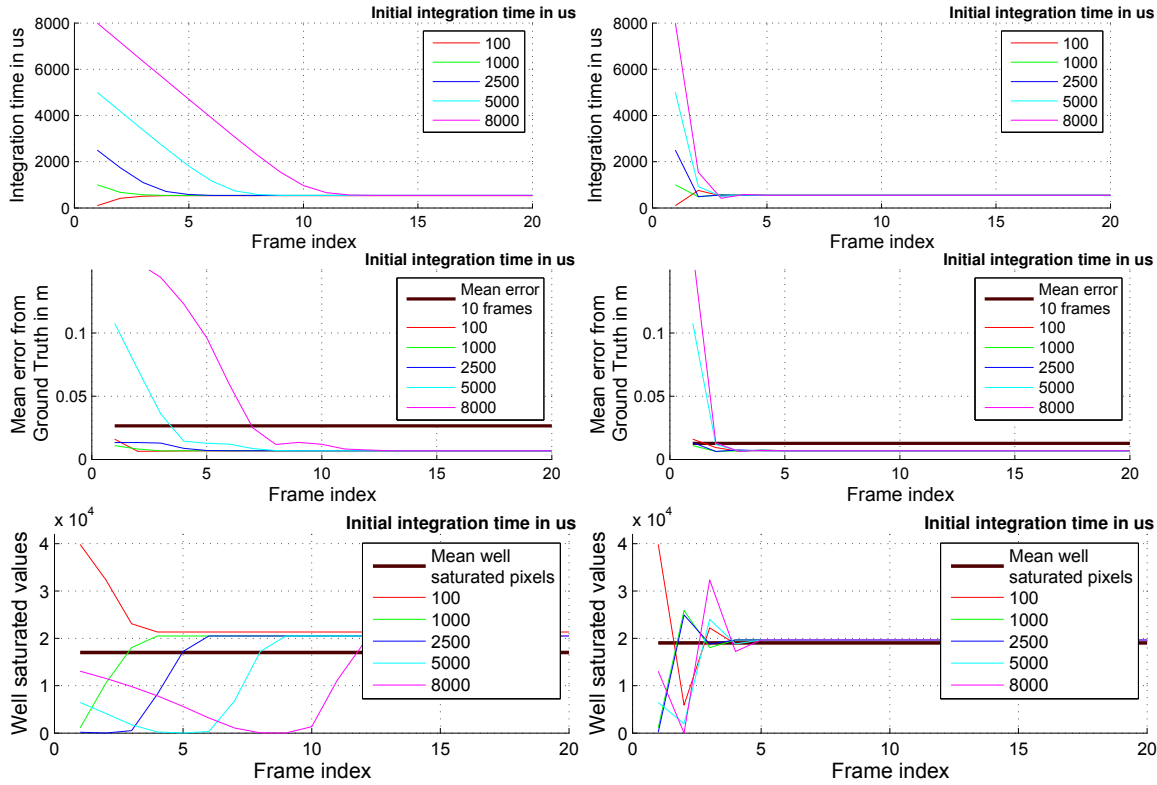 Initial integration time in us
8000
6000
4000
2000
0
Integration time in us
100
1000
2500
5000
8000
0
5
10
15
20
Frame index
Initial integration time in us
8000
6000
4000
2000
0
Integration time in us
100
1000
2500
5000
8000
0
5
10
15
20
Frame index
Initial integration time in us
0.1
0.05
0
Mean error from
Ground Truth in m
Mean error
10 frames
100
1000
2500
5000
8000
0
5
10
15
20
Frame index
Initial integration time in us
0.1
0.05
0
Mean error from
Ground Truth in m
Mean error
10 frames
100
1000
2500
5000
8000
0
5
10
15
20
Frame index
x 10⁴
Initial integration time in us
4
3
2
1
0
Well saturated values
Mean well
saturated pixels
100
1000
2500
5000
8000
0
5
10
15
20
Frame index
x 10⁴
Initial integration time in us
4
3
2
1
0
Well saturated values
Mean well
saturated pixels
100
1000
2500
5000
8000
0
5
10
15
20
Frame index